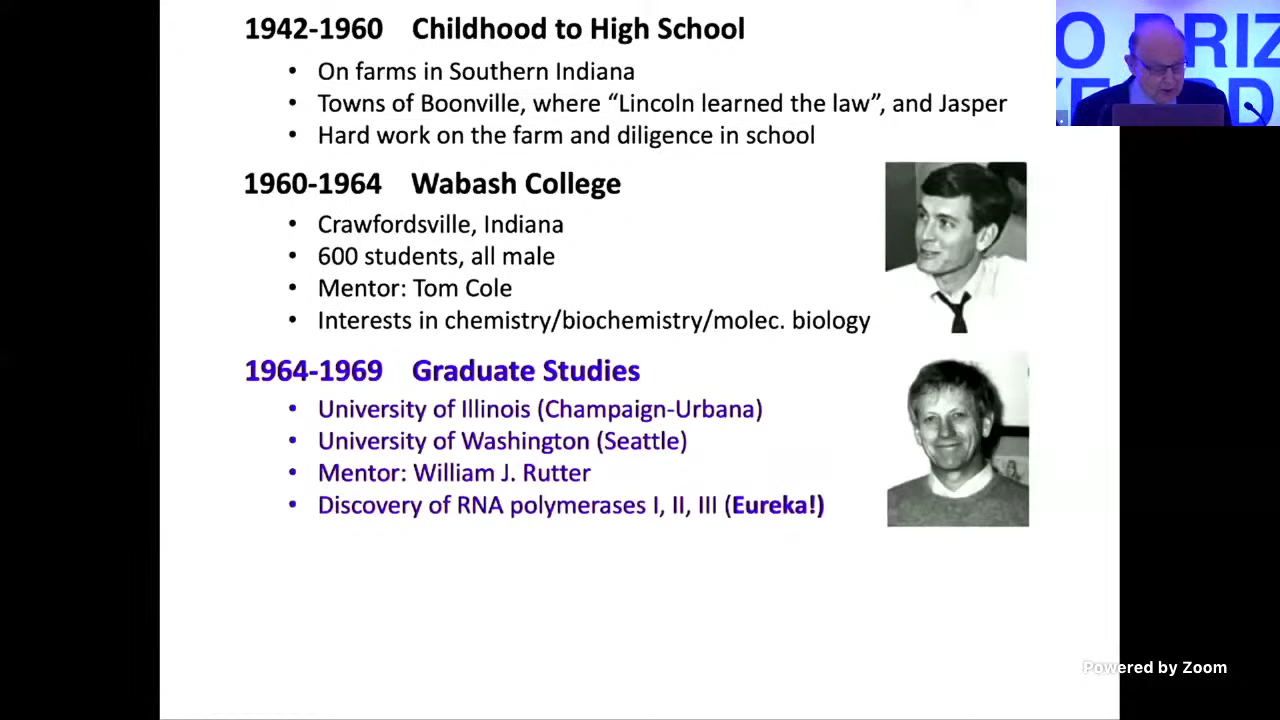 1942-1960 Childhood to High School
• On farms in Southern Indiana
• Towns of Boonville, where “Lincoln learned the law”, and Jasper
• Hard work on the farm and diligence in school
1960-1964 Wabash College
• Crawfordsville, Indiana
• 600 students, all male
• Mentor: Tom Cole
• Interests in chemistry/biochemistry/molec. biology
1964-1969 Graduate Studies
• University of Illinois (Champaign-Urbana)
• University of Washington (Seattle)
• Mentor: William J. Rutter
• Discovery of RNA polymerases I, II, III (Eureka!)
Powered by Zoom